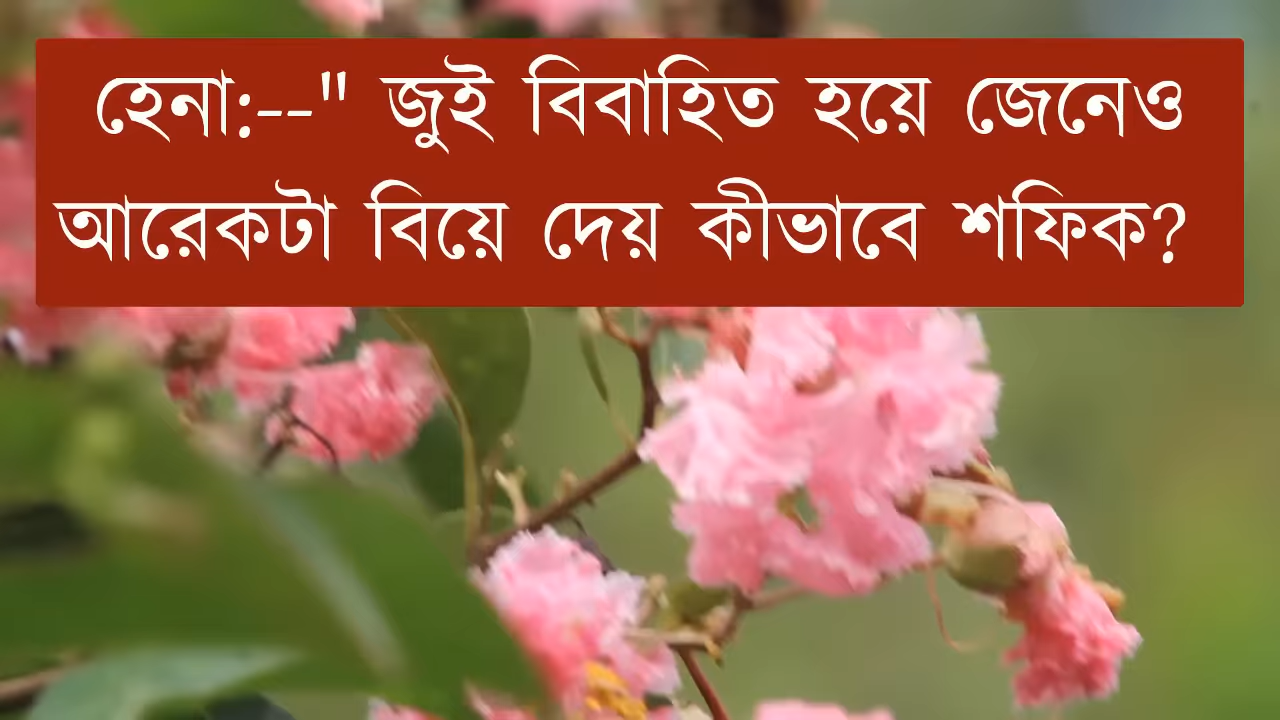 হেনা:--" জুই বিবাহিত হয়ে জেনেও
আরেকটা বিয়ে দেয় কীভাবে শফিক?